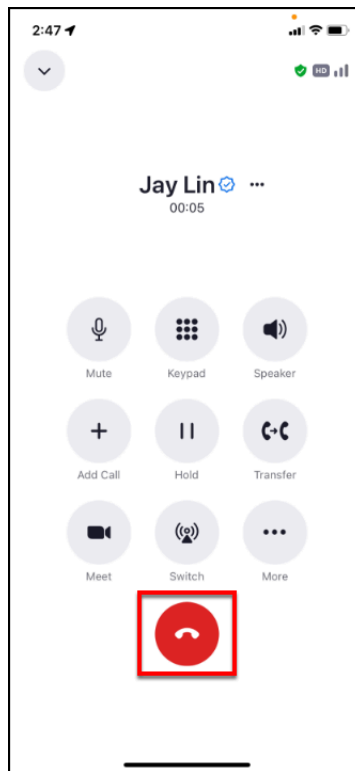 2:47
HD
Jay Lin
00:05
Mute Keypad Speaker
Add Call Hold Transfer
Meet Switch More